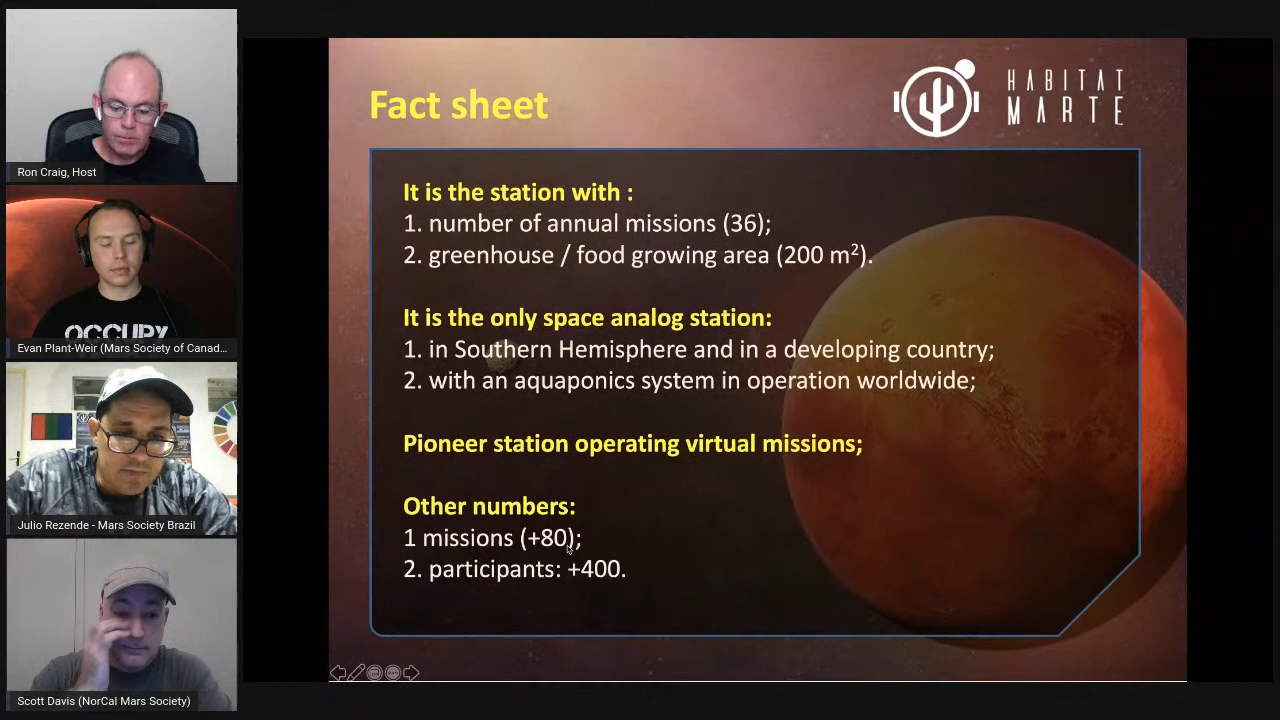 Ron Craig, Host
OCCUPY
Evan Plant-Weir (Mars Society of Canad...
Julio Rezende - Mars Society Brazil
Scott Davis (NorCal Mars Society)
Fact sheet
HABITAT
MARTE
It is the station with :
1. number of annual missions (36);
2. greenhouse / food growing area (200 m²).
It is the only space analog station:
1. in Southern Hemisphere and in a developing country;
2. with an aquaponics system in operation worldwide;
Pioneer station operating virtual missions;
Other numbers:
1 missions (+80);
2. participants: +400.